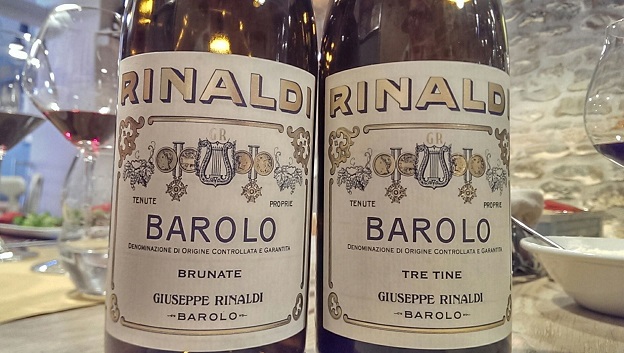 RINALDI
G R
TENUTE PROPRIE
BAROLO
DENOMINAZIONE DI ORIGINE CONTROLLATA E GARANTITA
BRUNATE
GIUSEPPE RINALDI
BAROLO
RINALDI
G R
TENUTE PROPRIE
BAROLO
DENOMINAZIONE DI ORIGINE CONTROLLATA E GARANTITA
TRE TINE
GIUSEPPE RINALDI
BAROLO